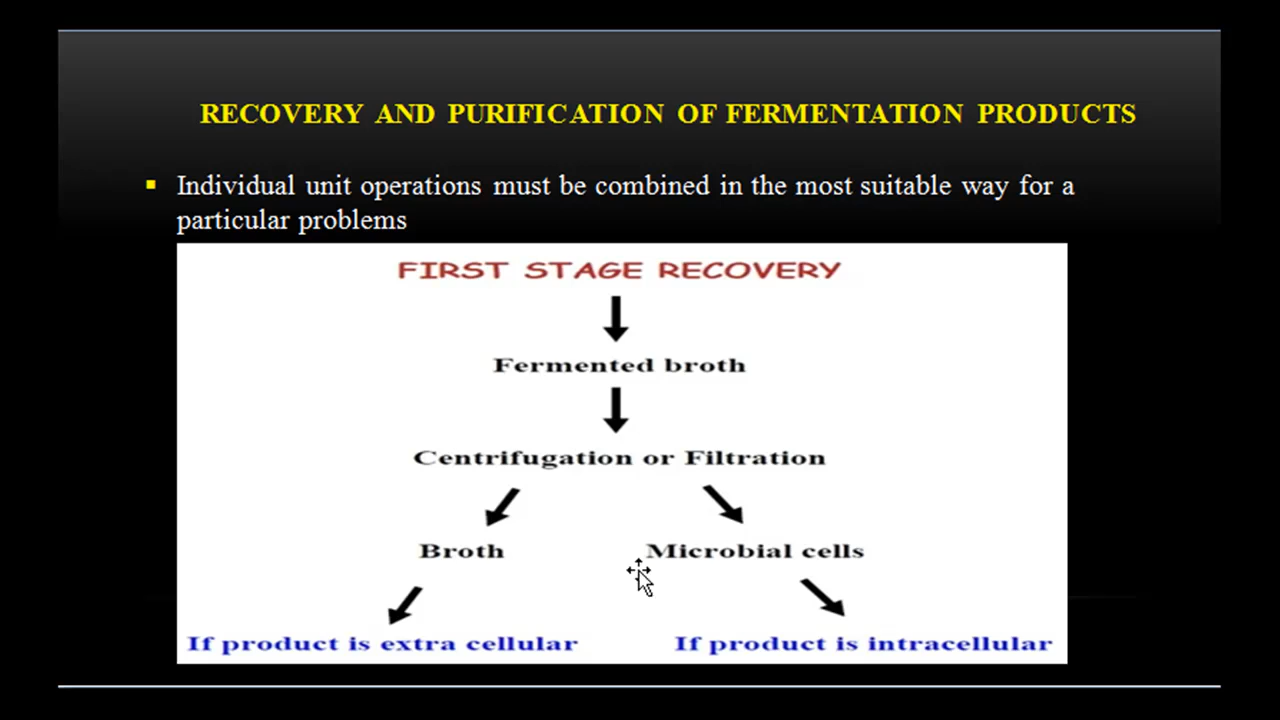 RECOVERY AND PURIFICATION OF FERMENTATION PRODUCTS
Individual unit operations must be combined in the most suitable way for a
particular problems
FIRST STAGE RECOVERY
Fermented broth
Centrifugation or Filtration
Broth Microbial cells
If product is extra cellular If product is intracellular